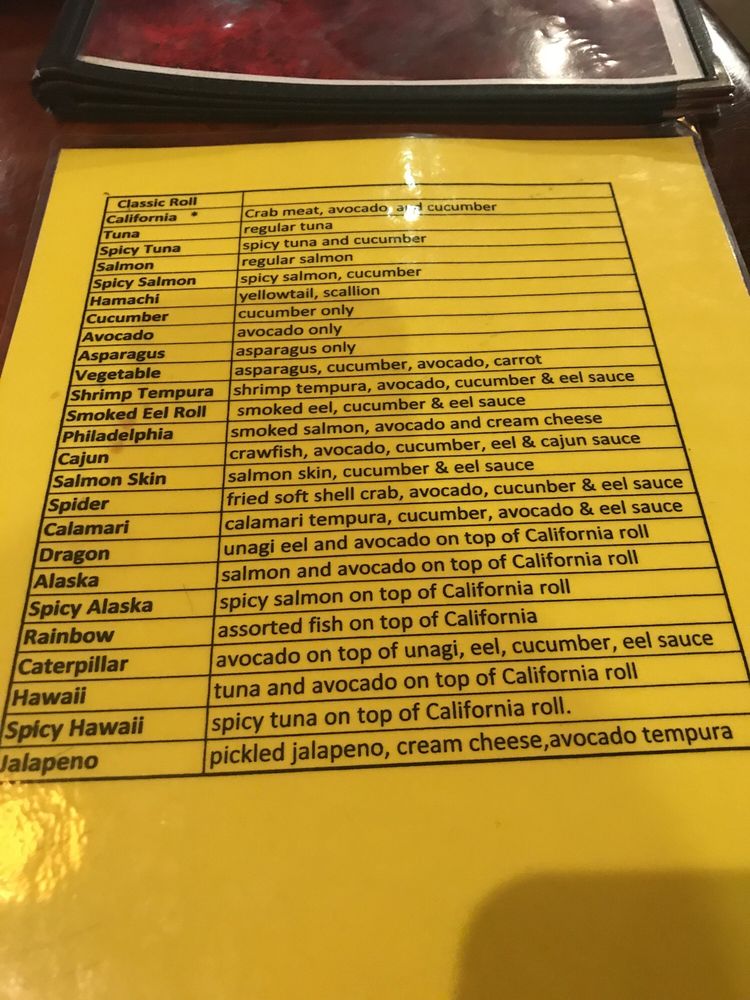 Classic Roll
California * Crab meat, avocado, and cucumber
Tuna regular tuna
Spicy Tuna spicy tuna and cucumber
Salmon regular salmon
Spicy Salmon spicy salmon, cucumber
Hamachi yellowtail, scallion
Cucumber cucumber only
Avocado avocado only
Asparagus asparagus only
Vegetable asparagus, cucumber, avocado, carrot
Shrimp Tempura shrimp tempura, avocado, cucumber & eel sauce
Smoked Eel Roll smoked eel, cucumber & eel sauce
Philadelphia smoked salmon, avocado and cream cheese
Cajun crawfish, avocado, cucumber, eel & cajun sauce
Salmon Skin salmon skin, cucumber & eel sauce
Spider fried soft shell crab, avocado, cucunber & eel sauce
Calamari calamari tempura, cucumber, avocado & eel sauce
Dragon unagi eel and avocado on top of California roll
Alaska salmon and avocado on top of California roll
Spicy Alaska spicy salmon on top of California roll
Rainbow assorted fish on top of California
Caterpillar avocado on top of unagi, eel, cucumber, eel sauce
Hawaii tuna and avocado on top of California roll
Spicy Hawaii spicy tuna on top of California roll.
Jalapeno pickled jalapeno, cream cheese,avocado tempura